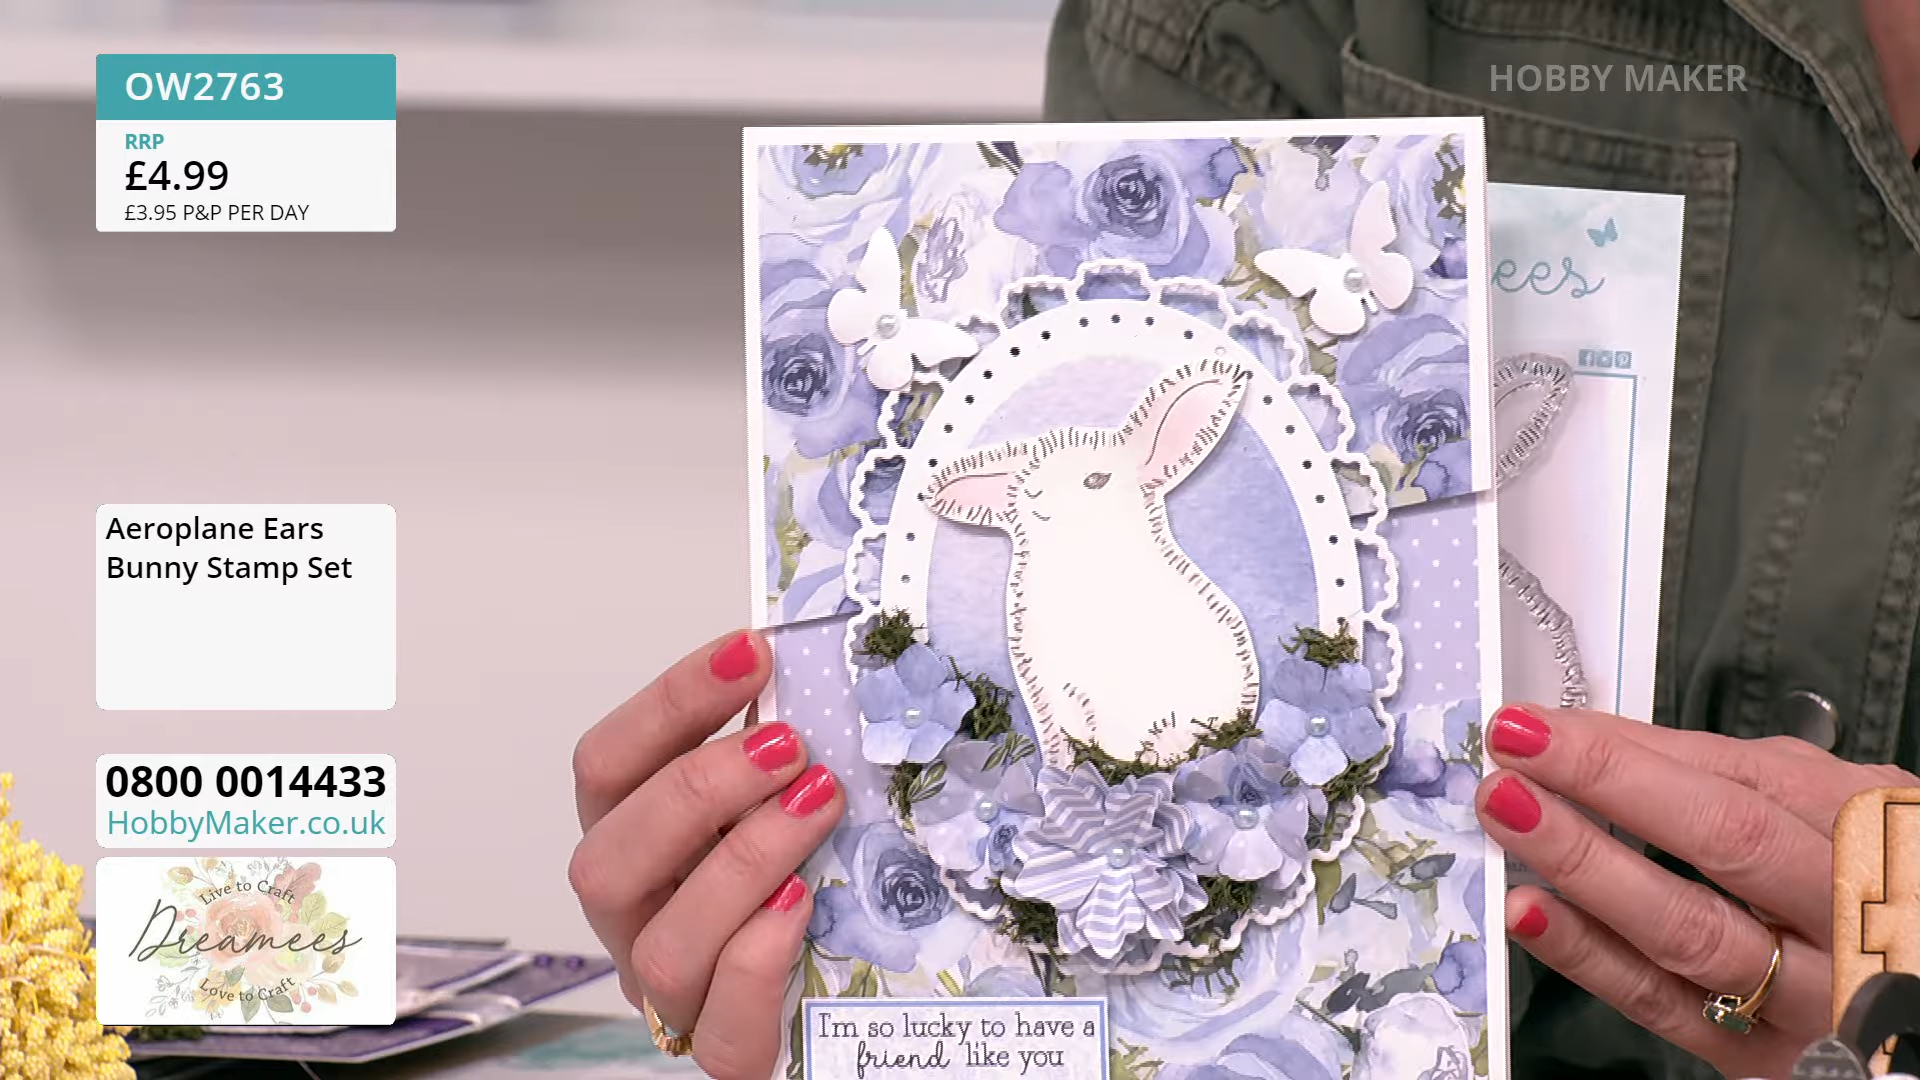 OW2763
RRP
£4.99
£3.95 P&P PER DAY
HOBBY MAKER
ees
Aeroplane Ears
Bunny Stamp Set
0800 0014433
HobbyMaker.co.uk
Live to Craft
Dreamees
Love to Craft
I'm so lucky to have a
friend like you